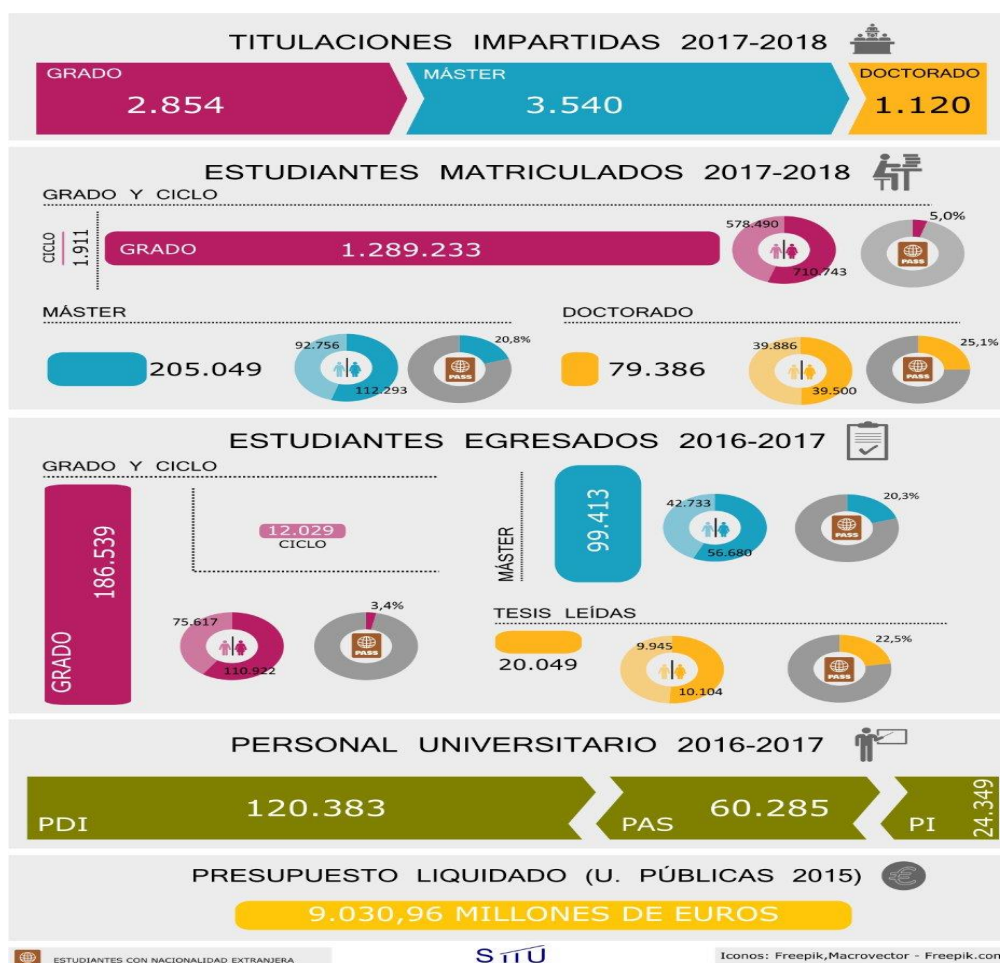 TITULACIONES IMPARTIDAS 2017-2018
GRADO
2.854
MÁSTER
3.540
DOCTORADO
1.120
ESTUDIANTES MATRICULADOS 2017-2018
GRADO Y CICLO
CICLO
1.911
GRADO 1.289.233
578.490
710.743
PASS
5,0%
MÁSTER
205.049
92.756
112.293
PASS
20,8%
DOCTORADO
79.386
39.886
39.500
PASS
25,1%
ESTUDIANTES EGRESADOS 2016-2017
GRADO Y CICLO
GRADO 186.539
12.029
CICLO
75.617
110.922
PASS
3,4%
MÁSTER
99.413
42.733
56.680
PASS
20,3%
TESIS LEÍDAS
20.049
9.945
10.104
PASS
22,5%
PERSONAL UNIVERSITARIO 2016-2017
PDI 120.383
PAS 60.285
PI 24.349
PRESUPUESTO LIQUIDADO (U. PÚBLICAS 2015)
9.030,96 MILLONES DE EUROS
ESTUDIANTES CON NACIONALIDAD EXTRANJERA
SIIU
Iconos: Freepik,Macrovector - Freepik.com